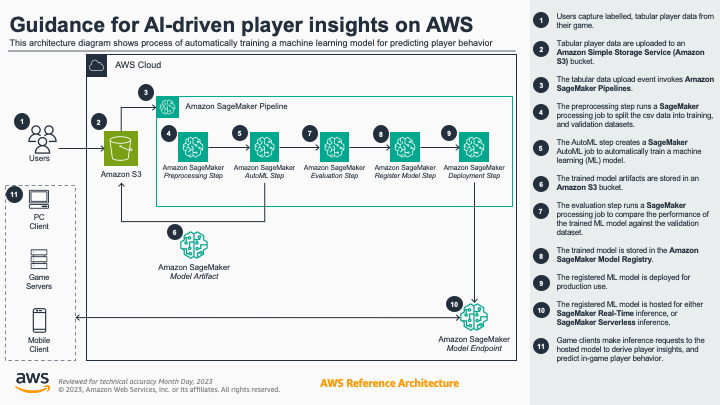 Guidance for AI-driven player insights on AWS
This architecture diagram shows process of automatically training a machine learning model for predicting player behavior
AWS Cloud
1
Users
2
Amazon S3
3
Amazon SageMaker Pipeline
4
Amazon SageMaker
Preprocessing Step
5
Amazon SageMaker
AutoML Step
7
Amazon SageMaker
Evaluation Step
8
Amazon SageMaker
Register Model Step
9
Amazon SageMaker
Deployment Step
6
Amazon SageMaker
Model Artifact
10
Amazon SageMaker
Model Endpoint
11
PC
Client
Game
Servers
Mobile
Client
aws
Reviewed for technical accuracy Month Day, 2023
© 2023, Amazon Web Services, Inc. or its affiliates. All rights reserved.
AWS Reference Architecture
1
Users capture labelled, tabular player data from
their game.
2
Tabular player data are uploaded to an
Amazon Simple Storage Service (Amazon
S3) bucket.
3
The tabular data upload event invokes Amazon
SageMaker Pipelines.
4
The preprocessing step runs a SageMaker
processing job to split the csv data into training,
and validation datasets.
5
The AutoML step creates a SageMaker
AutoML job to automatically train a machine
learning (ML) model.
6
The trained model artifacts are stored in an
Amazon S3 bucket.
7
The evaluation step runs a SageMaker
processing job to compare the performance of
the trained ML model against the validation
dataset.
8
The trained model is stored in the Amazon
SageMaker Model Registry.
9
The registered ML model is deployed for
production use.
10
The registered ML model is hosted for either
SageMaker Real-Time inference, or
SageMaker Serverless inference.
11
Game clients make inference requests to the
hosted model to derive player insights, and
predict in-game player behavior.